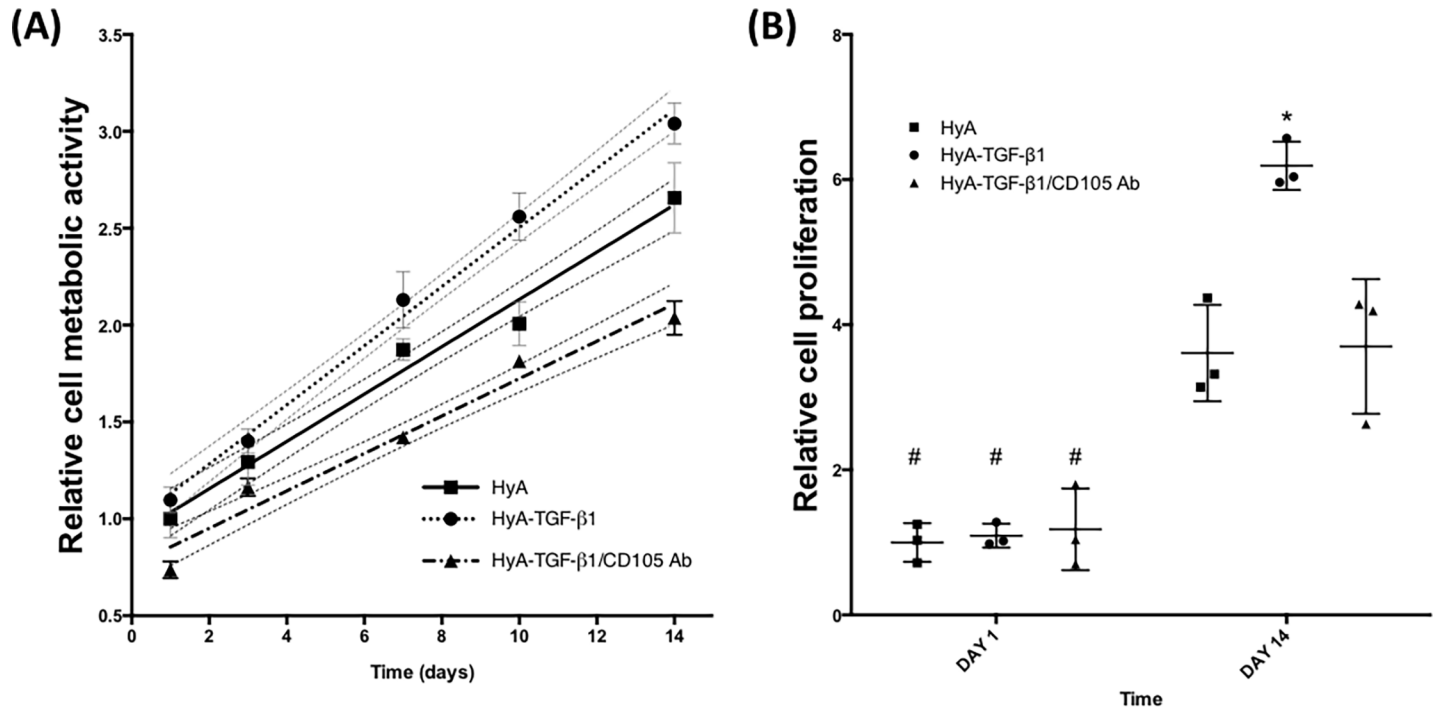 (A)
Relative cell metabolic activity
3.5
3.0
2.5
2.0
1.5
1.0
0.5
0 2 4 6 8 10 12 14
Time (days)
HyA
HyA-TGF-β1
HyA-TGF-β1/CD105 Ab
(B)
Relative cell proliferation
8
6
4
2
0
HyA
HyA-TGF-β1
HyA-TGF-β1/CD105 Ab
*
# # #
DAY 1
DAY 14
Time